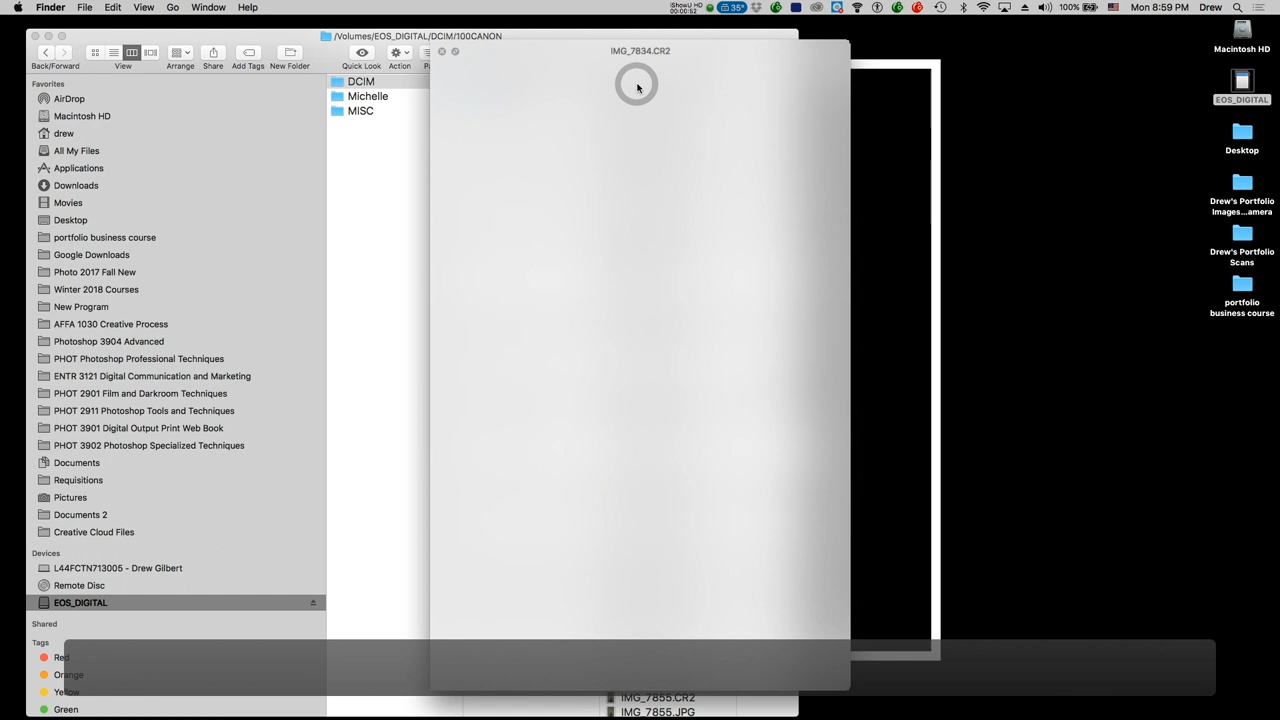 Finder File Edit View Go Window Help
iShowU HD
00:00:52
35°
100%
Mon 8:59 PM Drew
/Volumes/EOS_DIGITAL/DCIM/100CANON
Back/Forward View Arrange Share Add Tags New Folder Quick Look Action
IMG_7834.CR2
Favorites
AirDrop
Macintosh HD
drew
All My Files
Applications
Downloads
Movies
Desktop
portfolio business course
Google Downloads
Photo 2017 Fall New
Winter 2018 Courses
New Program
AFFA 1030 Creative Process
Photoshop 3904 Advanced
PHOT Photoshop Professional Techniques
ENTR 3121 Digital Communication and Marketing
PHOT 2901 Film and Darkroom Techniques
PHOT 2911 Photoshop Tools and Techniques
PHOT 3901 Digital Output Print Web Book
PHOT 3902 Photoshop Specialized Techniques
Documents
Requisitions
Pictures
Documents 2
Creative Cloud Files
Devices
L44FCTN713005 - Drew Gilbert
Remote Disc
EOS_DIGITAL
Shared
Tags
Red
Orange
Yellow
Green
DCIM
Michelle
MISC
IMG_7855.CR2
IMG_7855.JPG
Macintosh HD
EOS_DIGITAL
Desktop
Drew's Portfolio
Images...amera
Drew's Portfolio
Scans
portfolio
business course